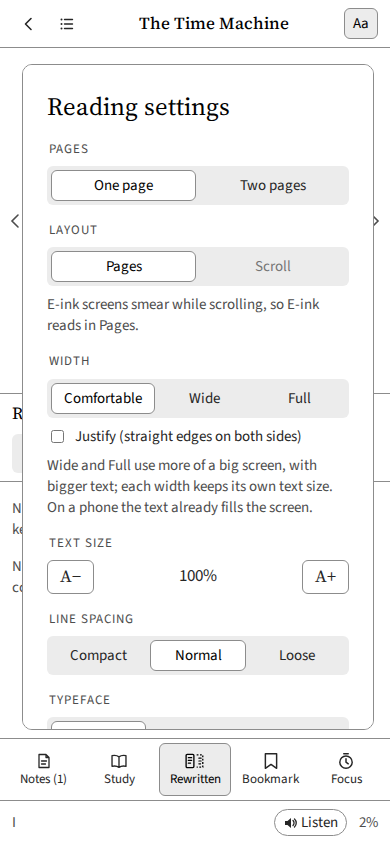 The Time Machine
Aa
Reading settings
PAGES
One page Two pages
LAYOUT
Pages Scroll
E-ink screens smear while scrolling, so E-ink
reads in Pages.
WIDTH
Comfortable Wide Full
Justify (straight edges on both sides)
Wide and Full use more of a big screen, with
bigger text; each width keeps its own text size.
On a phone the text already fills the screen.
TEXT SIZE
A− 100% A+
LINE SPACING
Compact Normal Loose
TYPEFACE
Notes (1) Study Rewritten Bookmark Focus
I Listen 2%